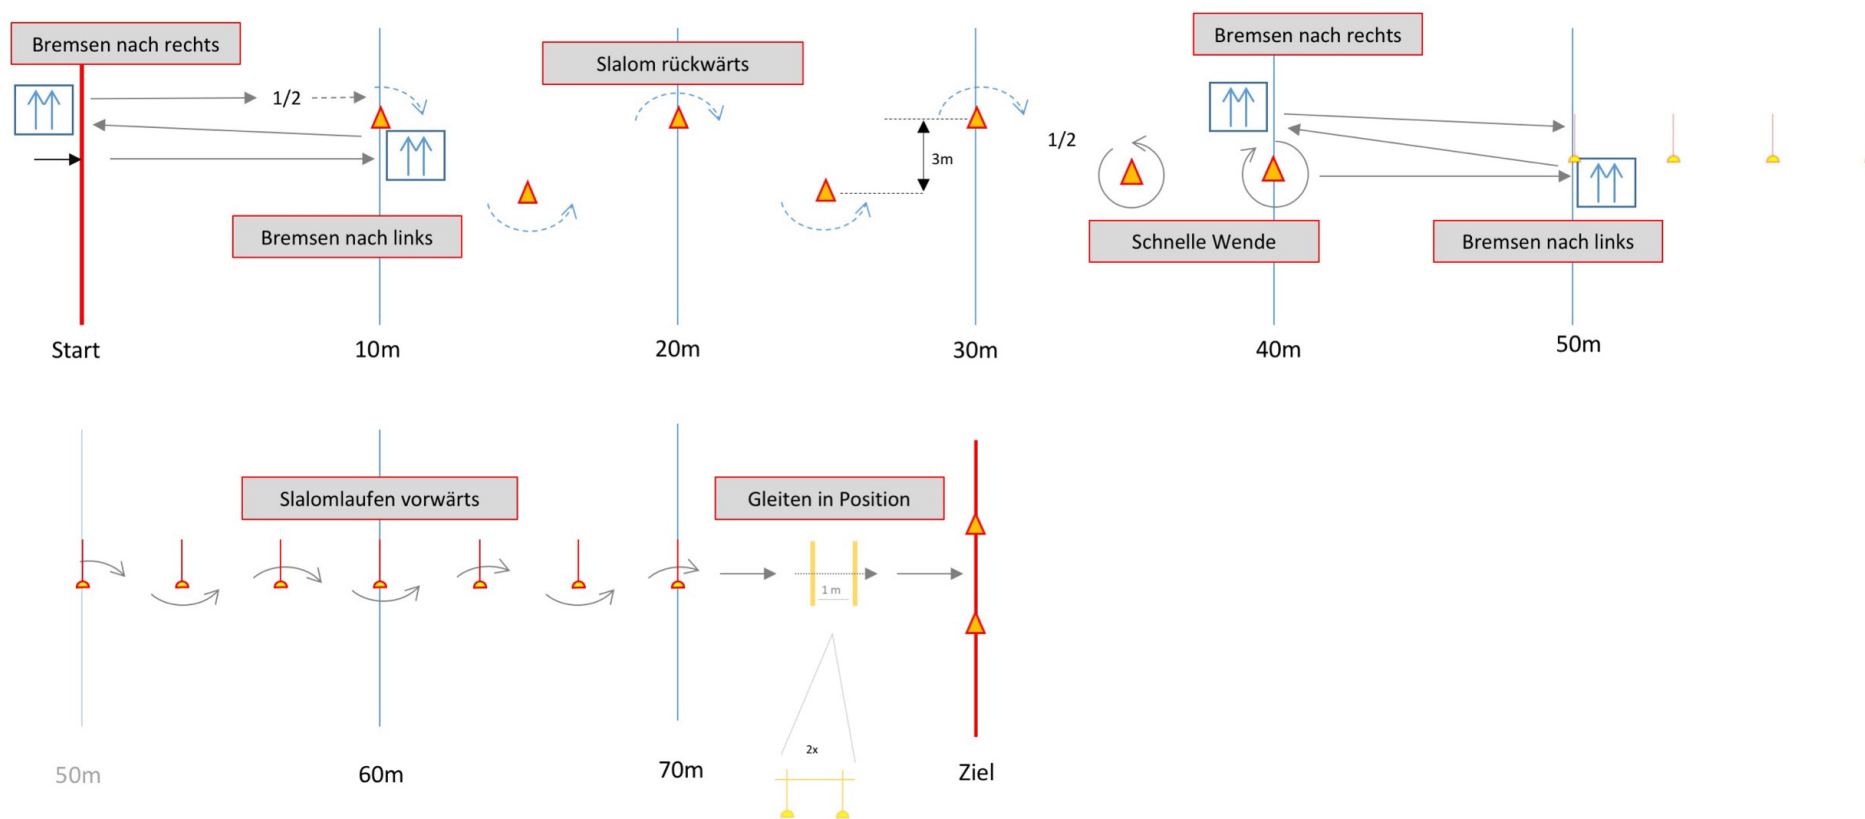 Bremsen nach rechts
1/2
Slalom rückwärts
3m
1/2
Bremsen nach rechts
Bremsen nach links
Schnelle Wende
Bremsen nach links
Start
10m
20m
30m
40m
50m
Slalomlaufen vorwärts
Gleiten in Position
1 m
2x
50m
60m
70m
Ziel